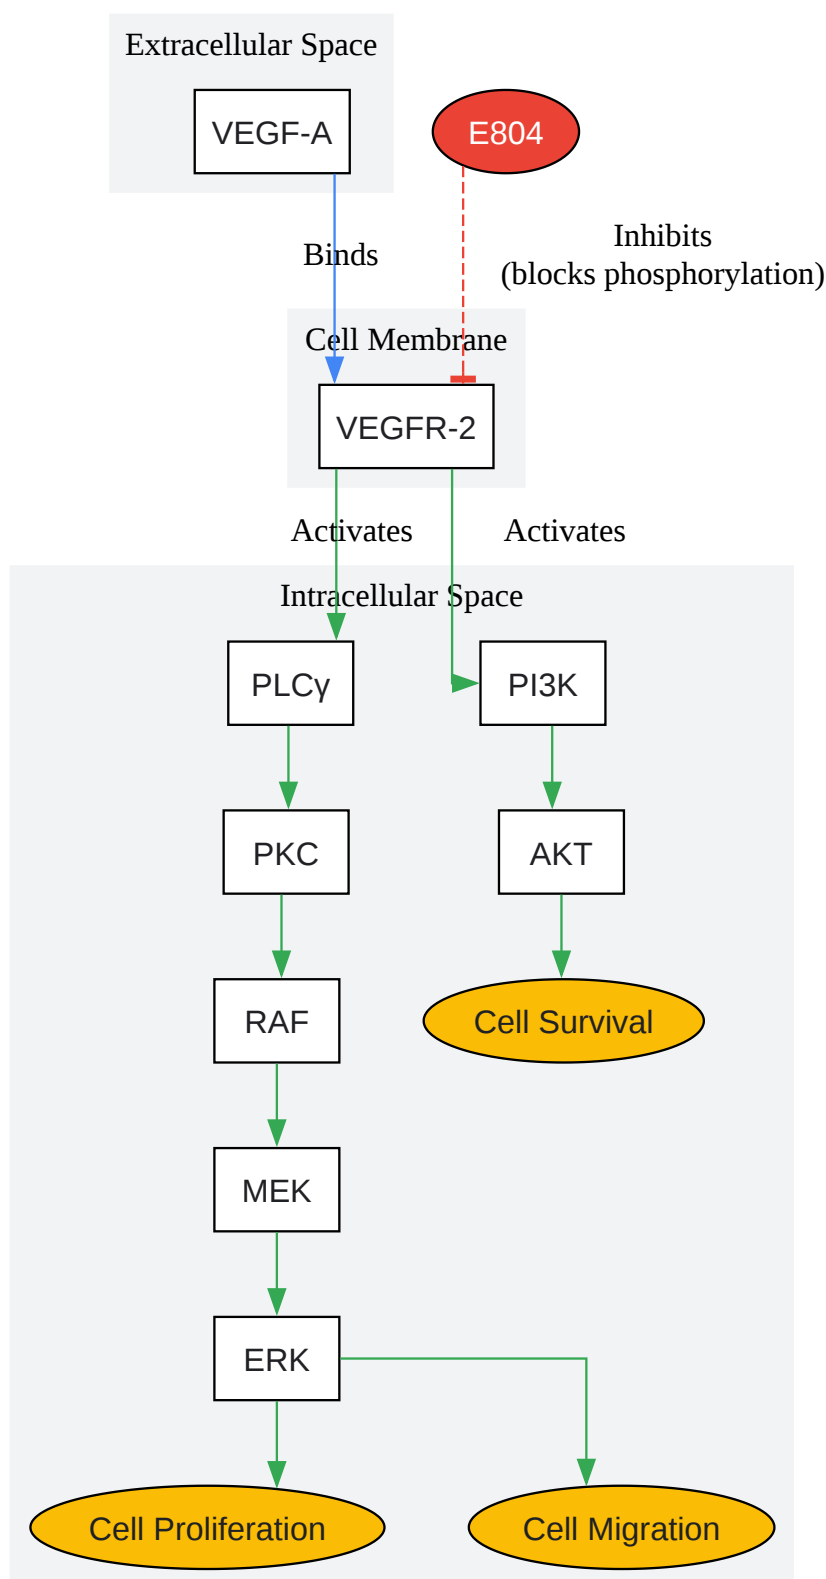 Extracellular Space
VEGF-A
E804
Binds
Inhibits
(blocks phosphorylation)
Cell Membrane
VEGFR-2
Activates
Activates
Intracellular Space
PLCγ
PI3K
PKC
AKT
RAF
Cell Survival
MEK
ERK
Cell Proliferation
Cell Migration